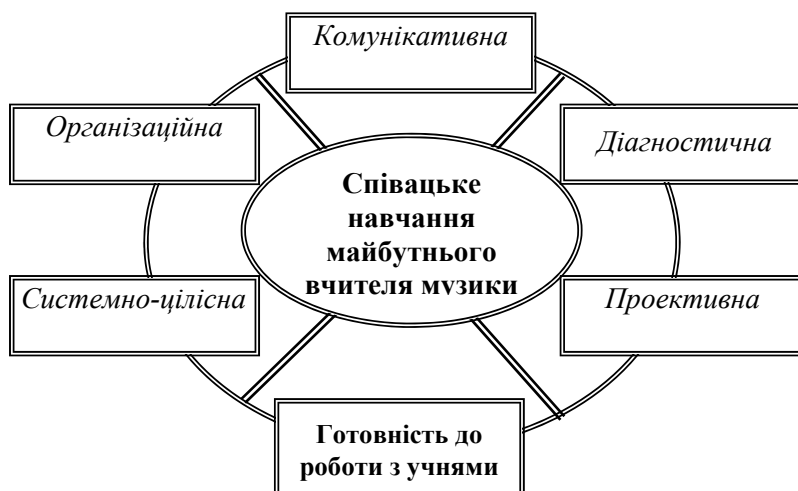 Комунікативна
Організаційна
Діагностична
Співацьке
навчання
майбутнього
вчителя музики
Системно-цілісна
Проективна
Готовність до
роботи з учнями